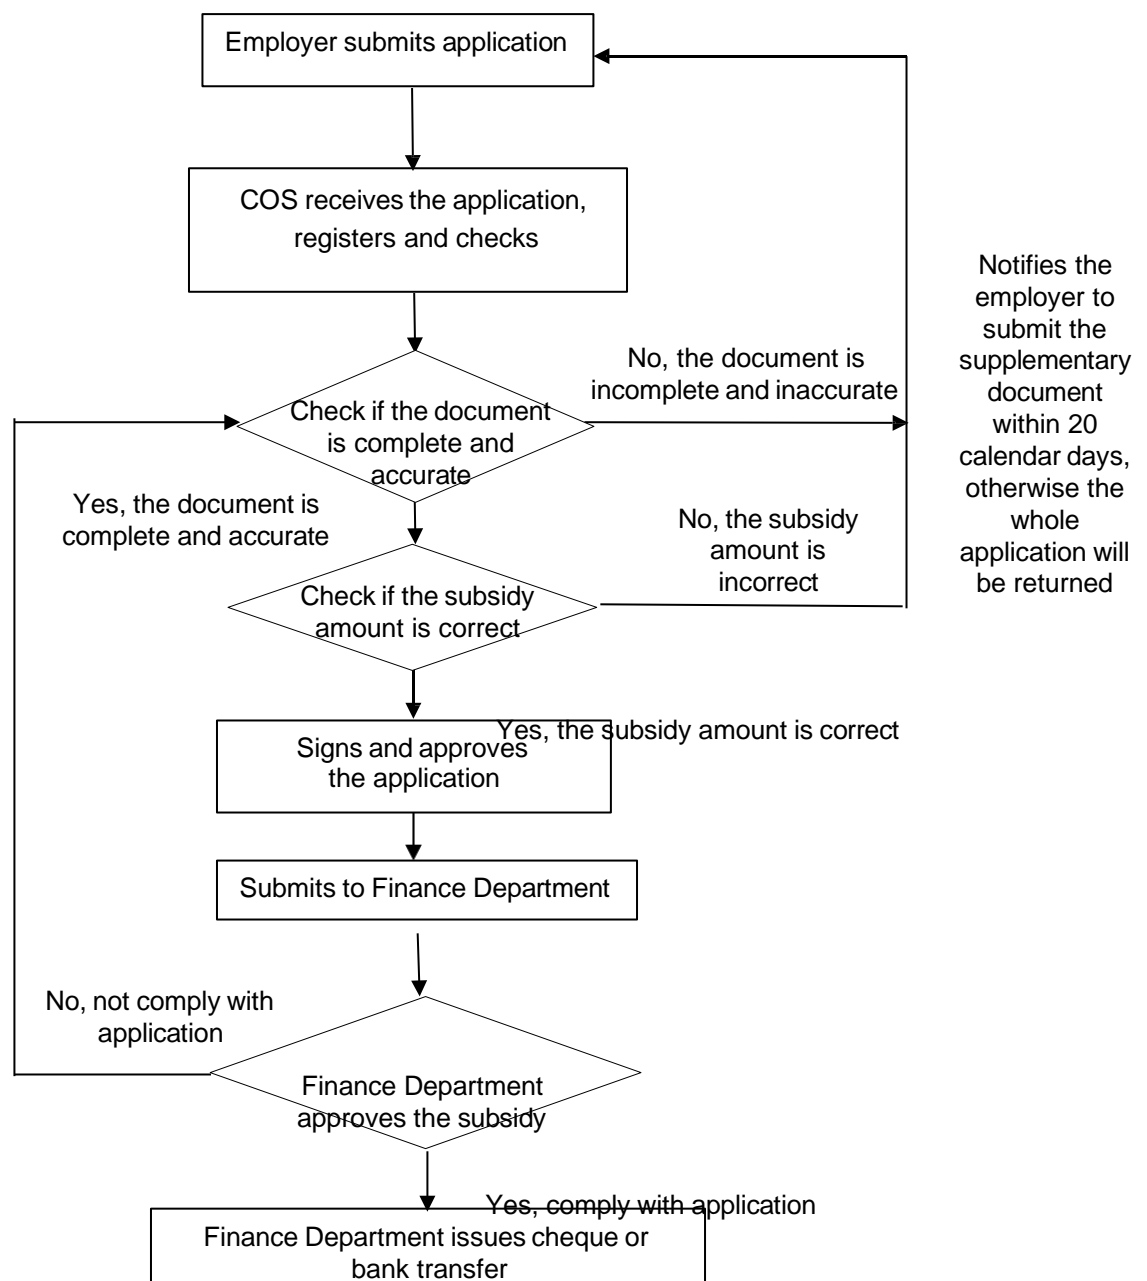 Employer submits application
COS receives the application,
registers and checks
Notifies the
employer to
submit the
supplementary
document
within 20
calendar days,
otherwise the
whole
application will
be returned
No, the document is
incomplete and inaccurate
Check if the document
is complete and
accurate
Yes, the document is
complete and accurate
No, the subsidy
amount is
incorrect
Check if the subsidy
amount is correct
Yes, the subsidy amount is correct
Signs and approves
the application
Submits to Finance Department
No, not comply with
application
Finance Department
approves the subsidy
Yes, comply with application
Finance Department issues cheque or
bank transfer